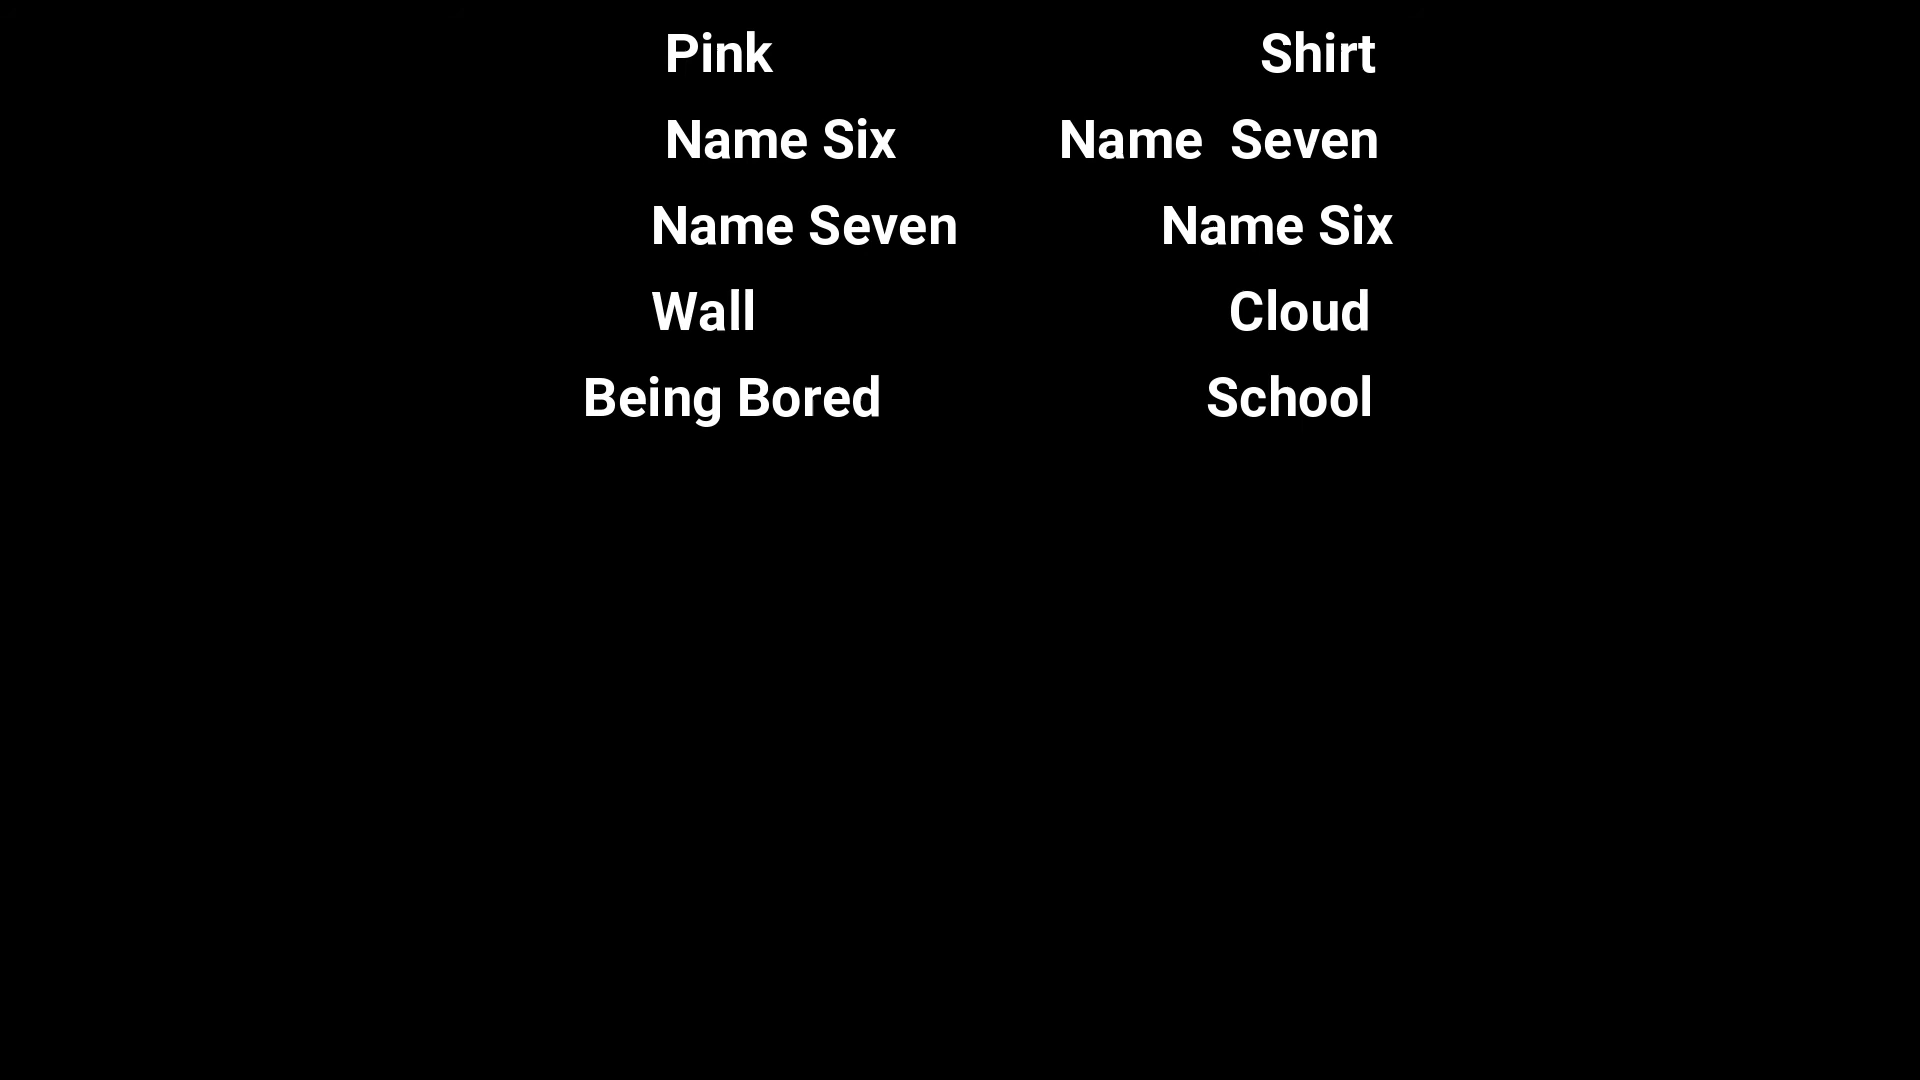 Pink Shirt
Name Six Name  Seven
Name Seven Name Six
Wall Cloud
Being Bored School